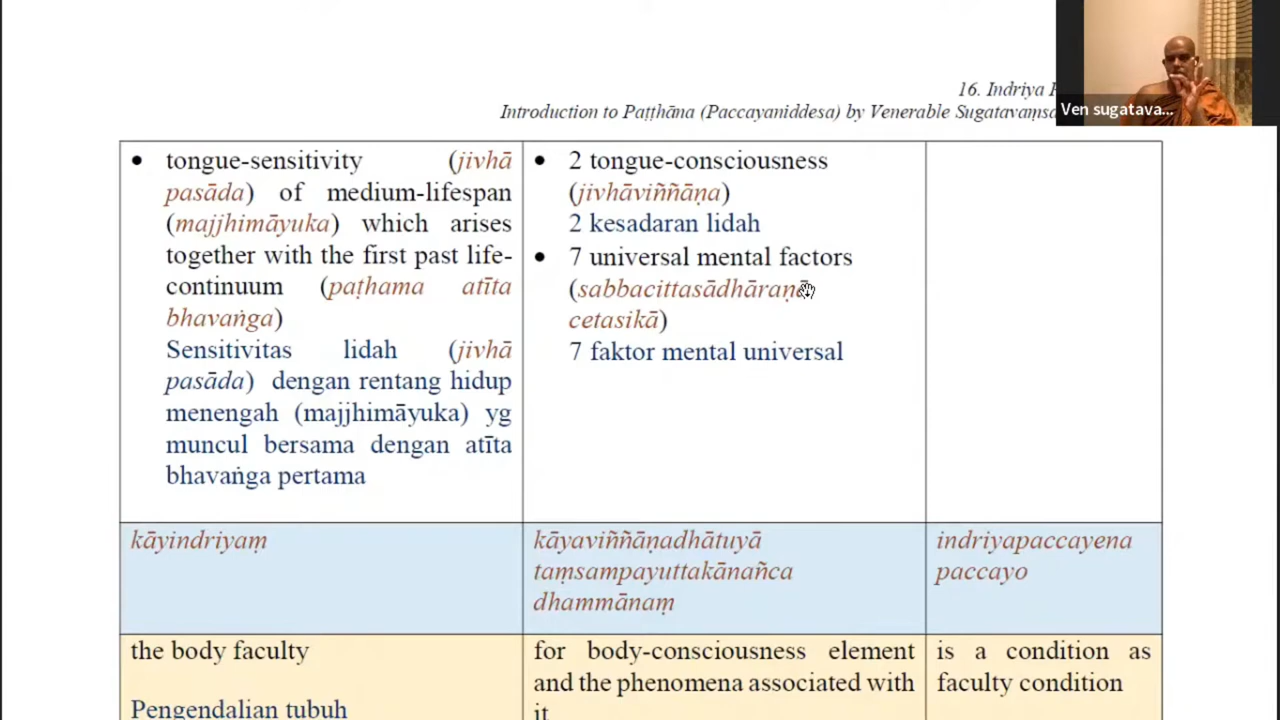 16. Indriya
Introduction to Paṭṭhāna (Paccayaniddesa) by Venerable Sugatavaṃsa
Ven sugatava...
• tongue-sensitivity (jivhā
pasāda) of medium-lifespan
(majjhimāyuka) which arises
together with the first past life-
continuum (paṭhama atīta
bhavaṅga)
Sensitivitas lidah (jivhā
pasāda) dengan rentang hidup
menengah (majjhimāyuka) yg
muncul bersama dengan atīta
bhavaṅga pertama
• 2 tongue-consciousness
(jivhāviññāṇa)
2 kesadaran lidah
• 7 universal mental factors
(sabbacittasādhāraṇā
cetasikā)
7 faktor mental universal
kāyindriyaṃ
kāyaviññāṇadhātuyā
taṃsampayuttakānañca
dhammānaṃ
indriyapaccayena
paccayo
the body faculty
Pengendalian tubuh
for body-consciousness element
and the phenomena associated with
it
is a condition as
faculty condition